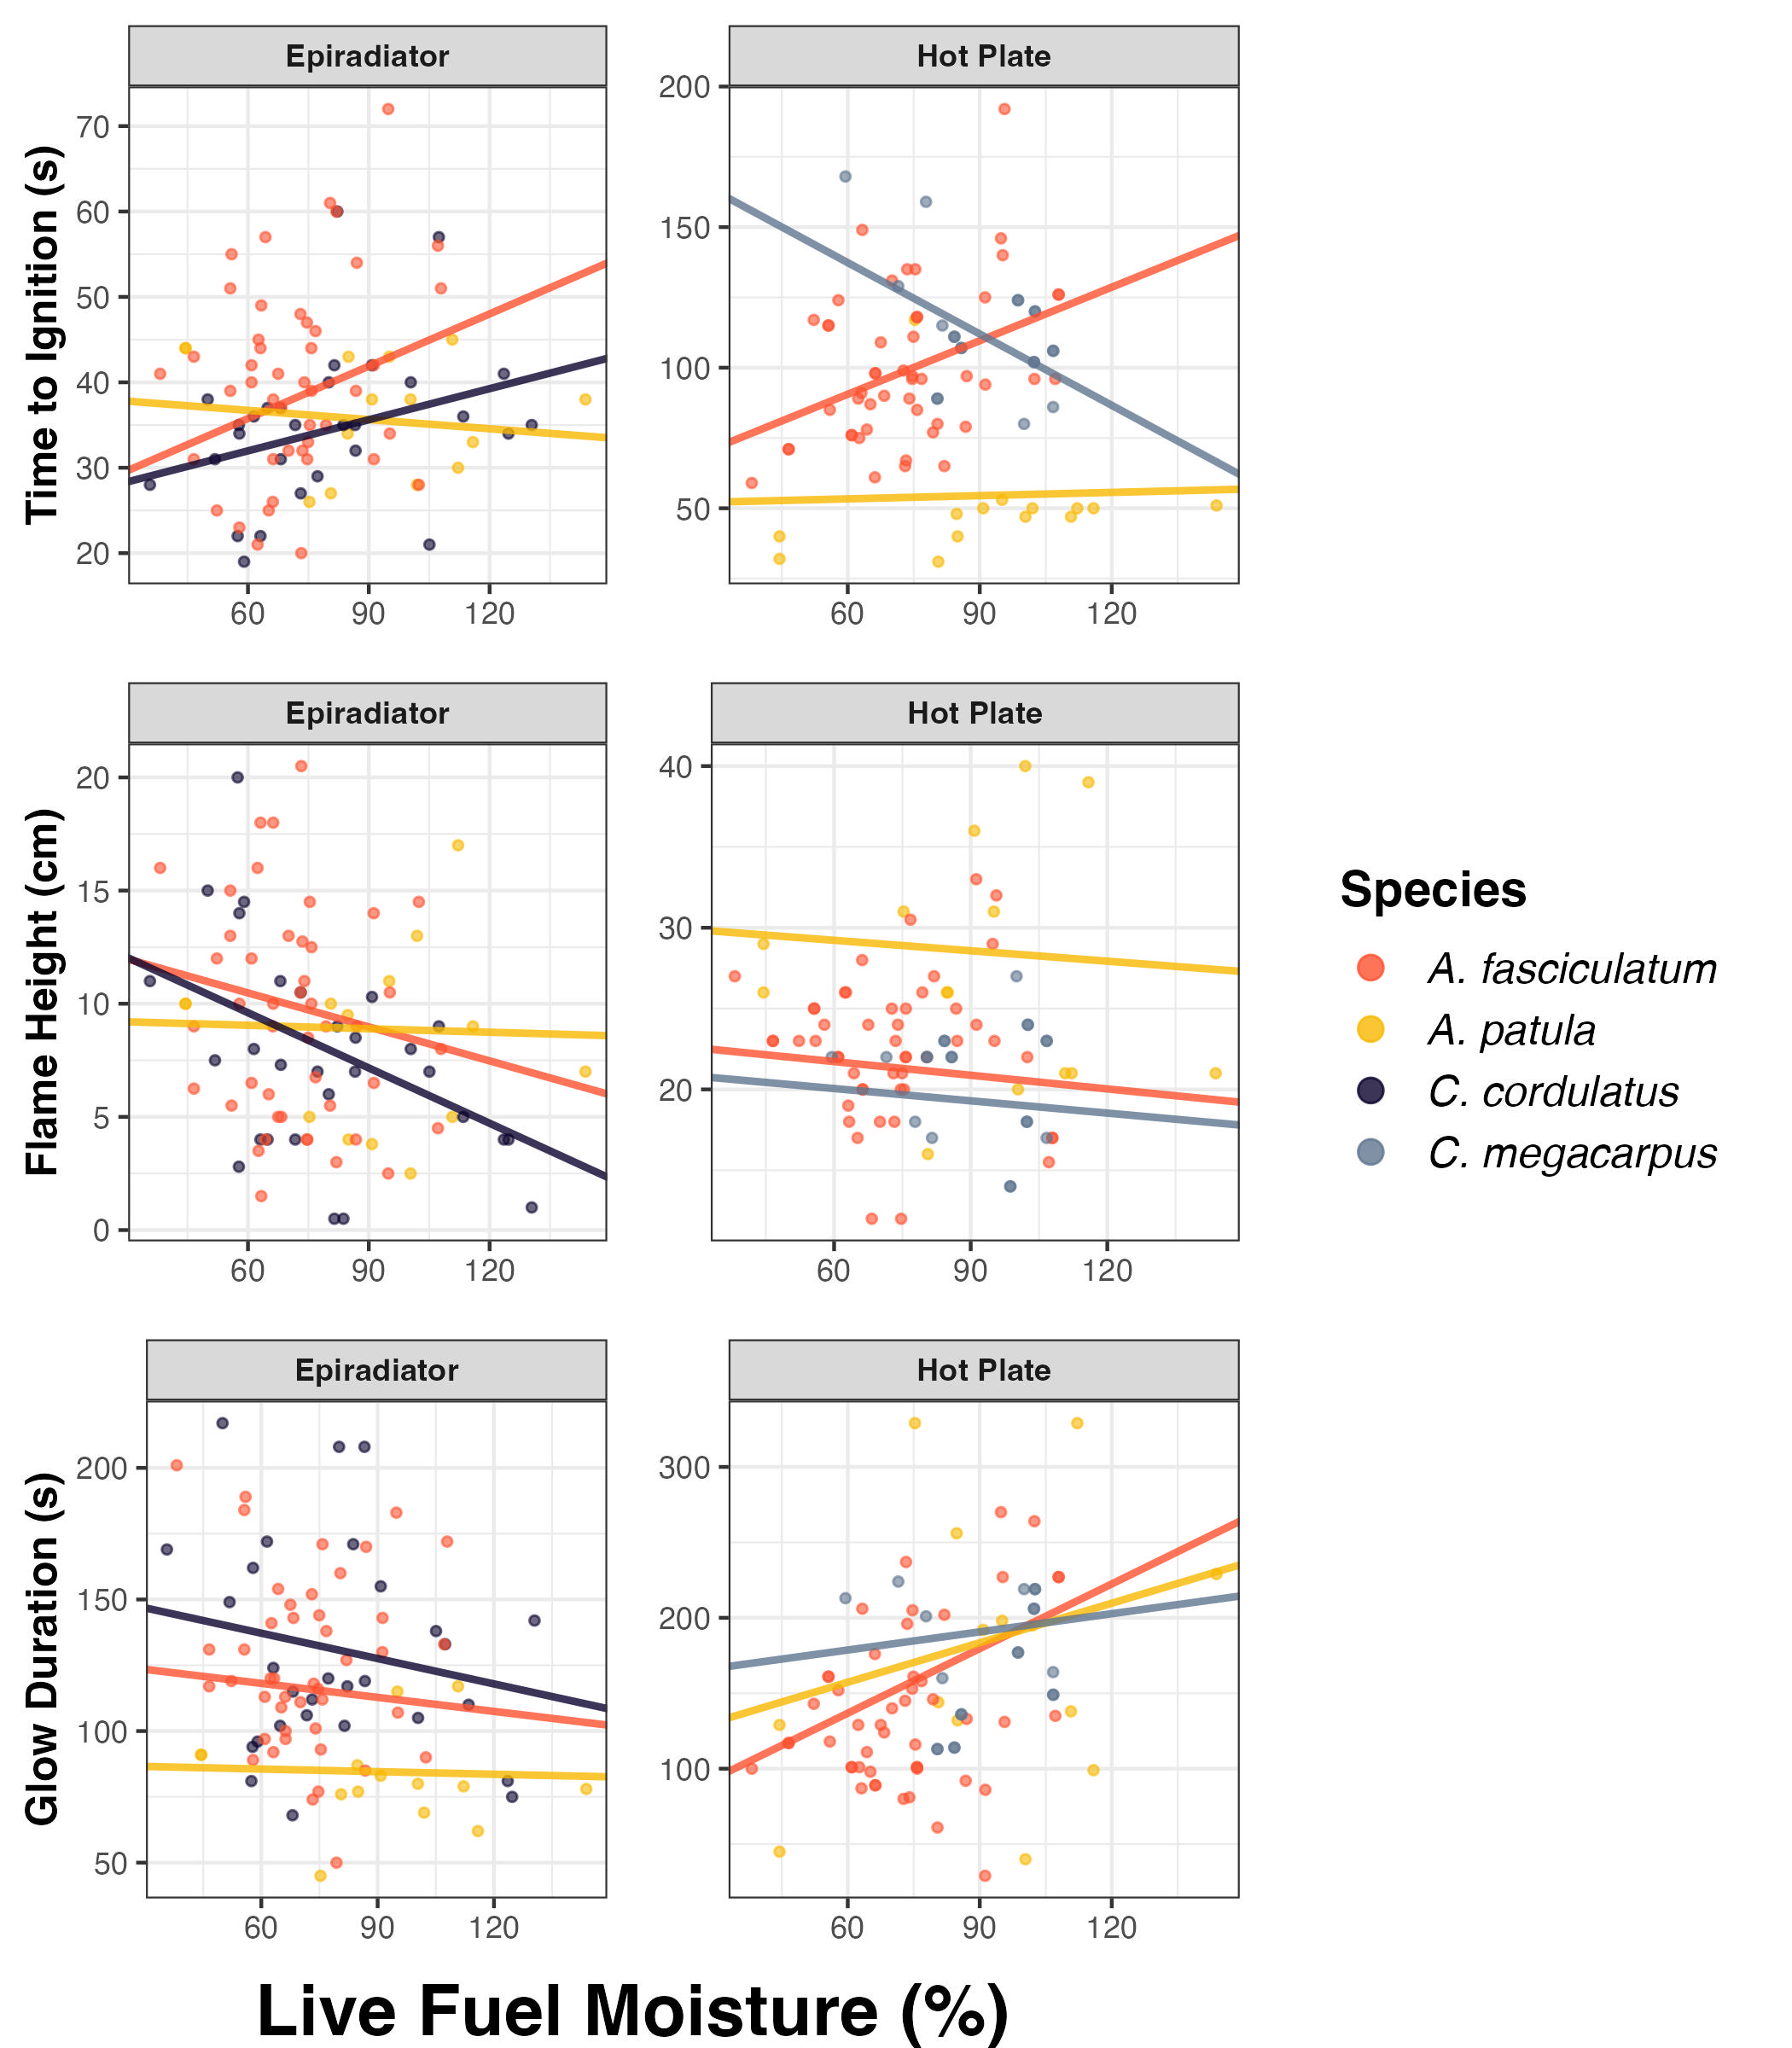 Epiradiator
Hot Plate
Time to Ignition (s)
70
60
50
40
30
20
200
150
100
50
60 90 120
60 90 120
Epiradiator
Hot Plate
Flame Height (cm)
20
15
10
5
0
40
30
20
60 90 120
60 90 120
Species
A. fasciculatum
A. patula
C. cordulatus
C. megacarpus
Epiradiator
Hot Plate
Glow Duration (s)
200
150
100
50
300
200
100
60 90 120
60 90 120
Live Fuel Moisture (%)